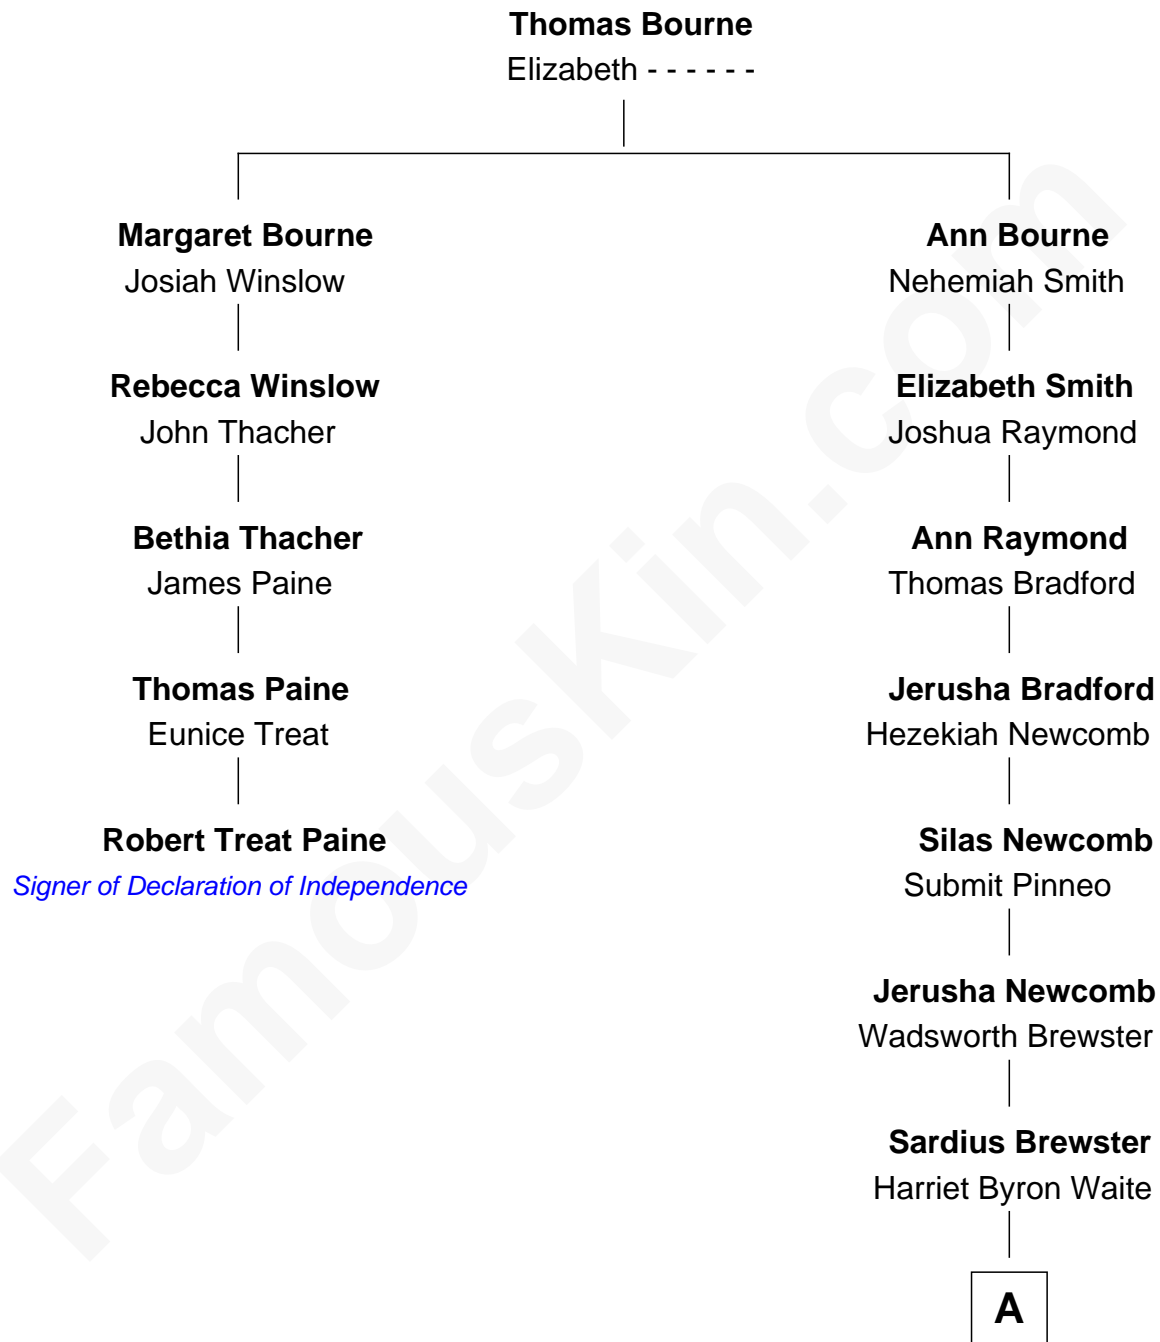 Thomas Bourne
Elizabeth - - - - - -
Margaret Bourne
Josiah Winslow
Rebecca Winslow
John Thacher
Bethia Thacher
James Paine
Thomas Paine
Eunice Treat
Robert Treat Paine
Signer of Declaration of Independence
Ann Bourne
Nehemiah Smith
Elizabeth Smith
Joshua Raymond
Ann Raymond
Thomas Bradford
Jerusha Bradford
Hezekiah Newcomb
Silas Newcomb
Submit Pinneo
Jerusha Newcomb
Wadsworth Brewster
Sardius Brewster
Harriet Byron Waite
A
FamousKin.com